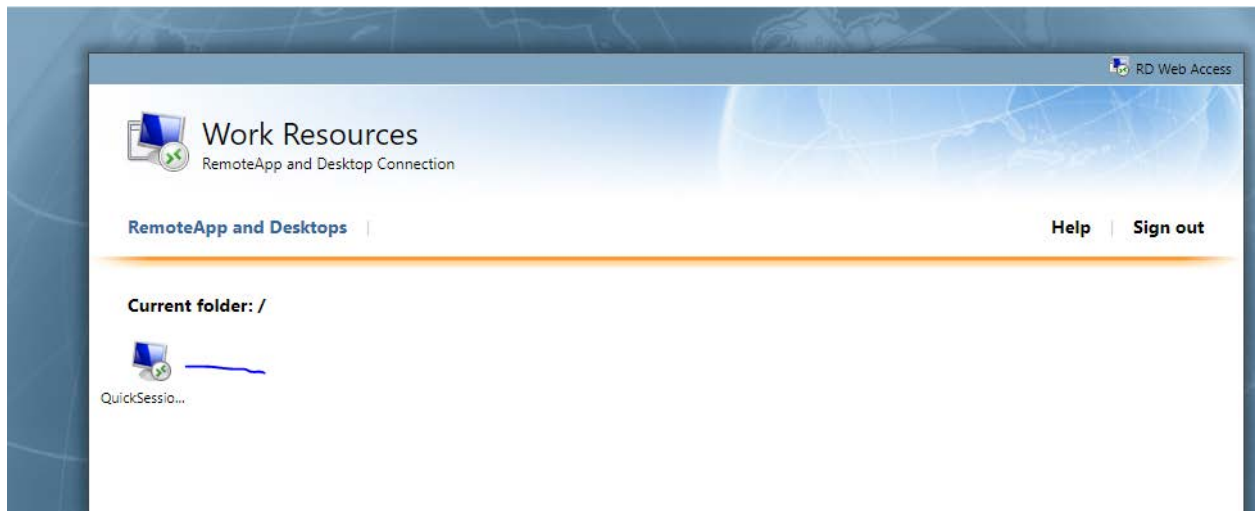 RD Web Access
Work Resources
RemoteApp and Desktop Connection
RemoteApp and Desktops
Help
Sign out
Current folder: /
QuickSessio...